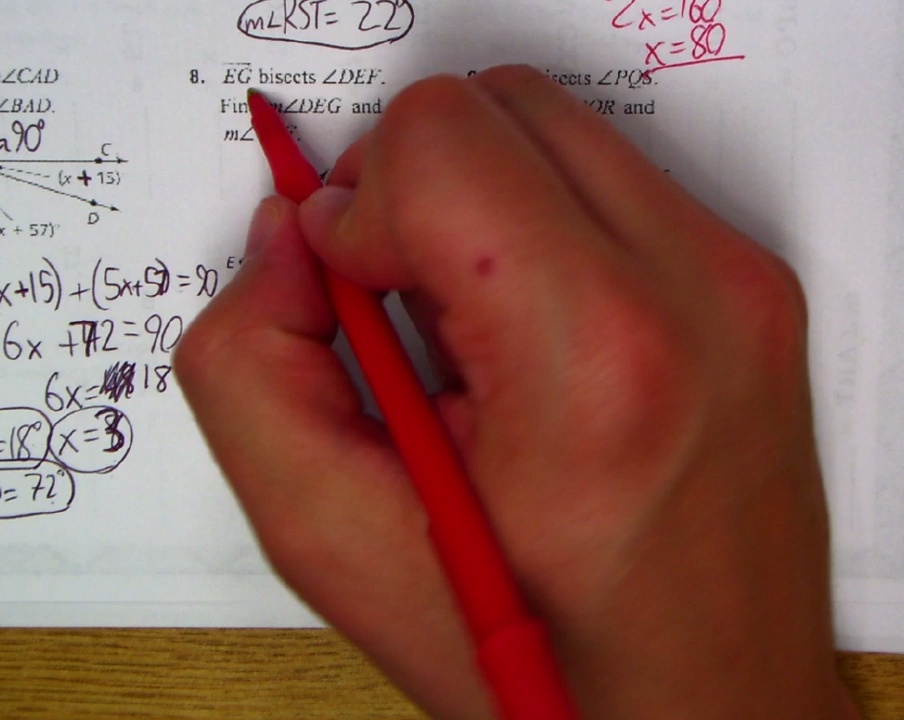 m∠RST = 22°
2x = 160
x = 80
∠CAD
∠BAD.
90°
C
(x + 15)
D
x + 57)°
x+15) + (5x+57) = 90
6x + 72 = 90
6x = 18
=18° x = 3
= 72°
8. EG bisects ∠DEF.
Fin m∠DEG and
m∠
E
bisects ∠PQS.
QR and